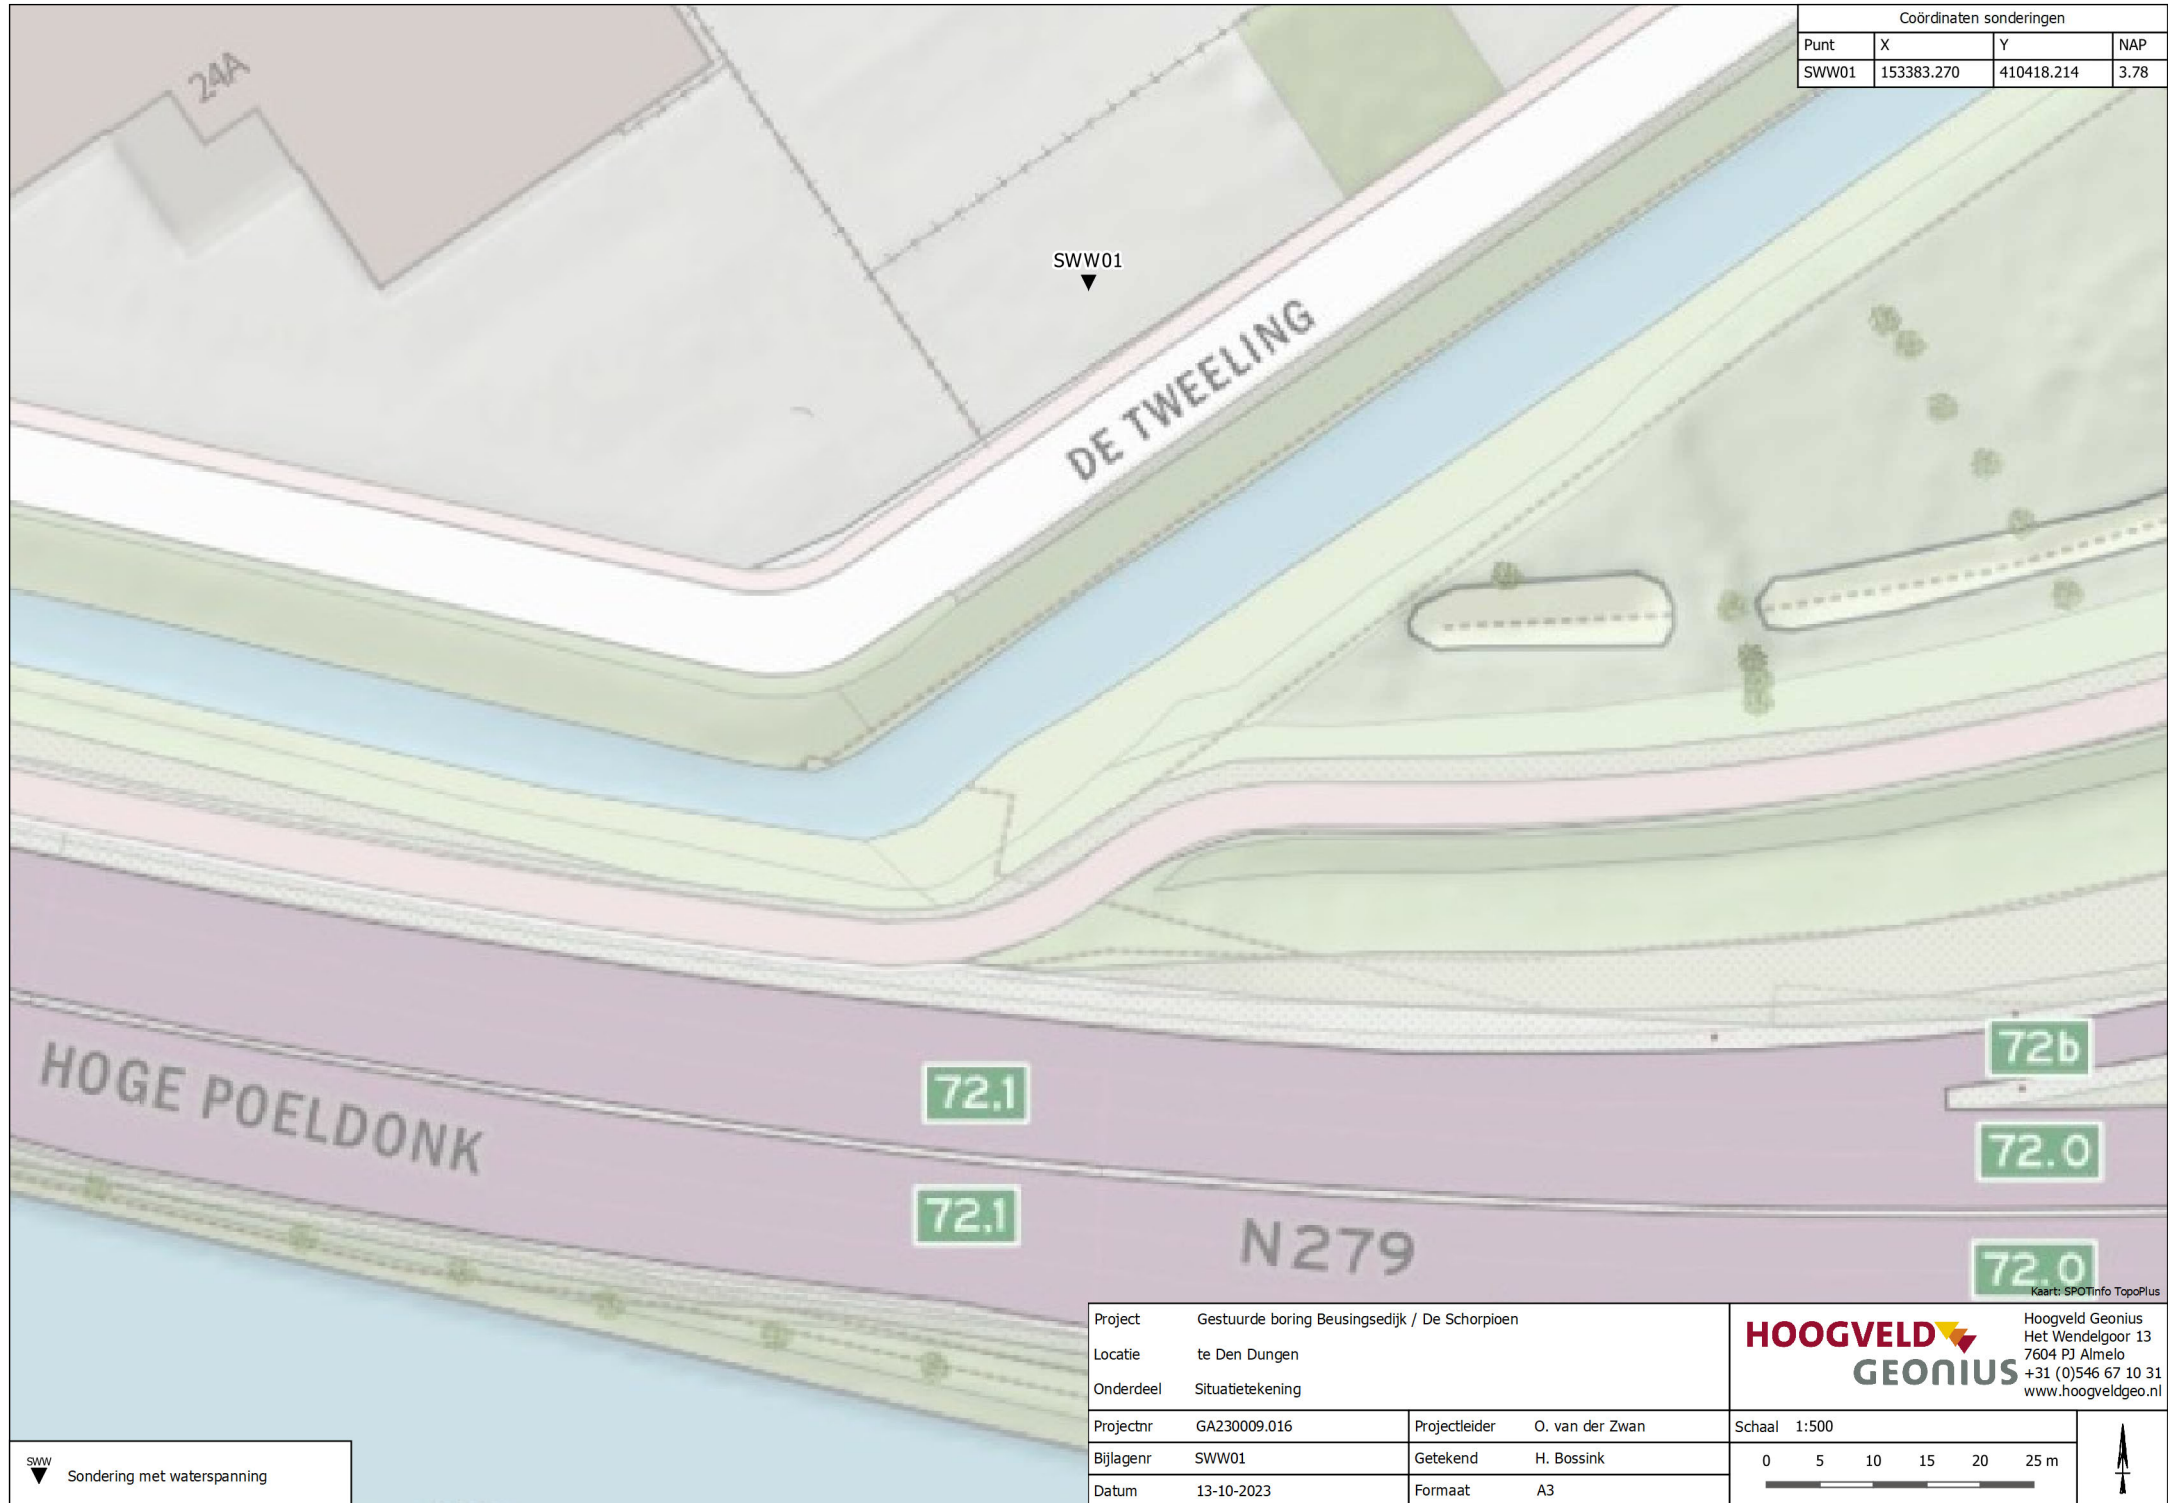 Coördinaten sonderingen
Punt X Y NAP
SWW01 153383.270 410418.214 3.78
24A
SWW01
DE TWEELING
HOGE POELDONK
72.1
72.1
N279
72b
72.0
72.0
Kaart: SPOTinfo TopoPlus
Project Gestuurde boring Beusingsedijk / De Schorpioen
Locatie te Den Dungen
Onderdeel Situatietekening
HOOGVELD
GEONIUS
Hoogveld Geonius
Het Wendelgoor 13
7604 PJ Almelo
+31 (0)546 67 10 31
www.hoogveldgeo.nl
Projectnr GA230009.016 Projectleider O. van der Zwan Schaal 1:500
Bijlagenr SWW01 Getekend H. Bossink 0 5 10 15 20 25 m
Datum 13-10-2023 Formaat A3
SWW
Sondering met waterspanning